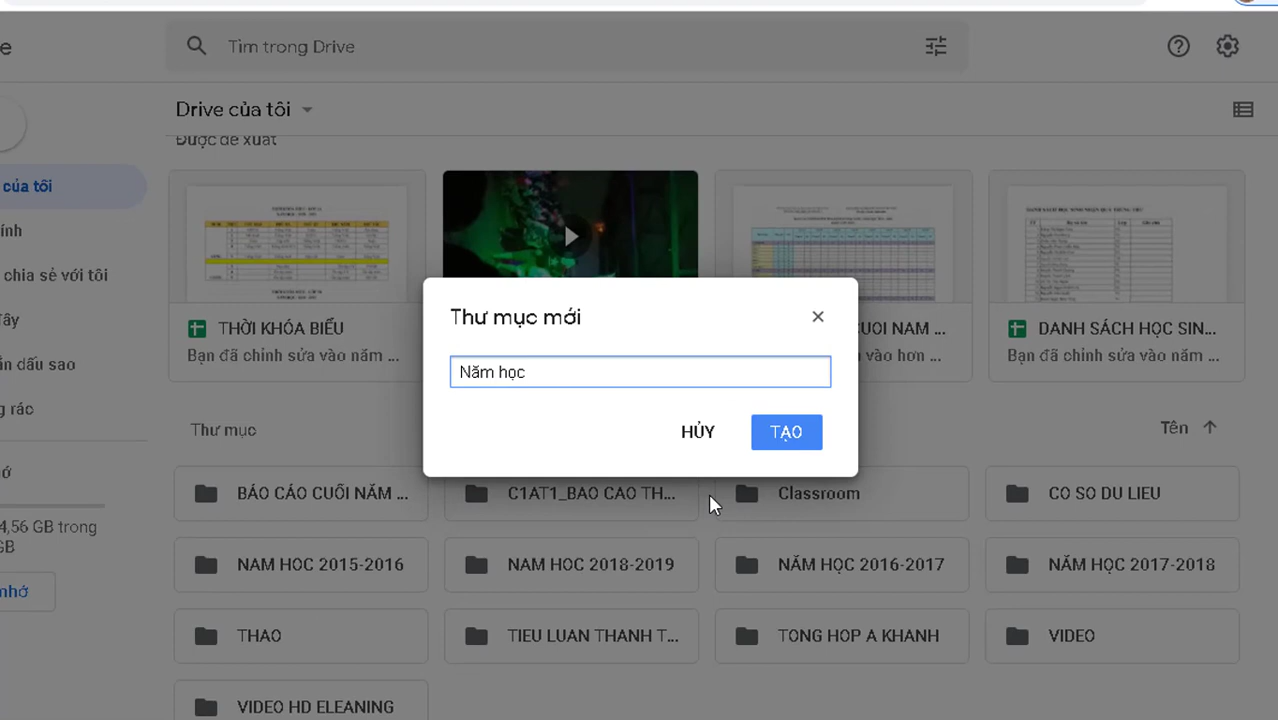 e
Tìm trong Drive
Drive của tôi
Được đề xuất
của tôi
ính
chia sẻ với tôi
đây
ắn dấu sao
g rác
ớ
4,56 GB trong
GB
nhớ
THỜI KHÓA BIỂU
Bạn đã chỉnh sửa vào năm ...
CUOI NAM ...
vào hơn ...
DANH SÁCH HỌC SIN...
Bạn đã chỉnh sửa vào năm ...
Thư mục mới
Năm học
HỦY
TẠO
Thư mục
Tên
BÁO CÁO CUỐI NĂM ...
C1AT1_BAO CAO TH...
Classroom
CO SO DU LIEU
NAM HOC 2015-2016
NAM HOC 2018-2019
NĂM HỌC 2016-2017
NĂM HỌC 2017-2018
THAO
TIEU LUAN THANH T...
TONG HOP A KHANH
VIDEO
VIDEO HD ELEANING